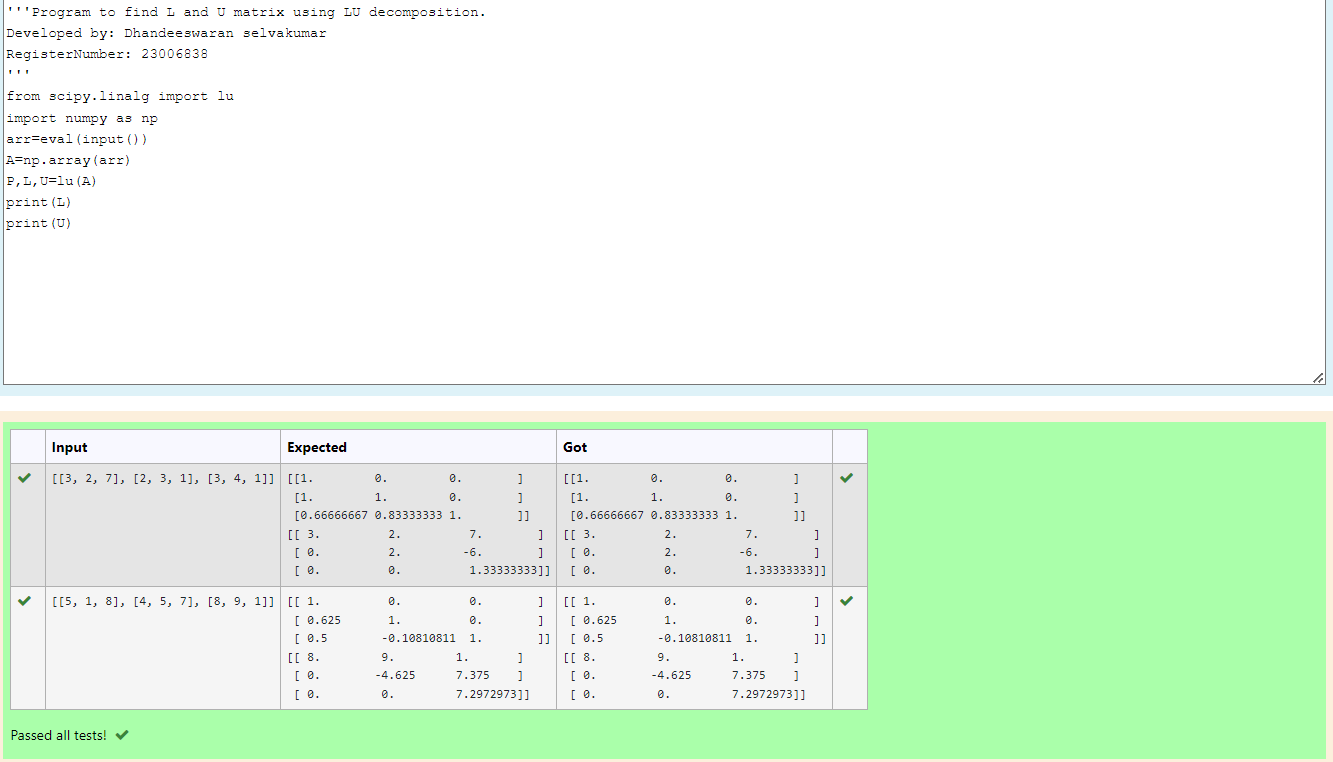 '''Program to find L and U matrix using LU decomposition.
Developed by: Dhandeeswaran selvakumar
RegisterNumber: 23006838
'''
from scipy.linalg import lu
import numpy as np
arr=eval(input())
A=np.array(arr)
P,L,U=lu(A)
print(L)
print(U)
Input Expected Got
[[3, 2, 7], [2, 3, 1], [3, 4, 1]] [[1. 0. 0. ] [[1. 0. 0. ]
[1. 1. 0. ] [1. 1. 0. ]
[0.66666667 0.83333333 1. ]] [0.66666667 0.83333333 1. ]]
[[ 3. 2. 7. ] [[ 3. 2. 7. ]
[ 0. 2. -6. ] [ 0. 2. -6. ]
[ 0. 0. 1.33333333]] [ 0. 0. 1.33333333]]
[[5, 1, 8], [4, 5, 7], [8, 9, 1]] [[ 1. 0. 0. ] [[ 1. 0. 0. ]
[ 0.625 1. 0. ] [ 0.625 1. 0. ]
[ 0.5 -0.10810811 1. ]] [ 0.5 -0.10810811 1. ]]
[[ 8. 9. 1. ] [[ 8. 9. 1. ]
[ 0. -4.625 7.375 ] [ 0. -4.625 7.375 ]
[ 0. 0. 7.2972973]] [ 0. 0. 7.2972973]]
Passed all tests!